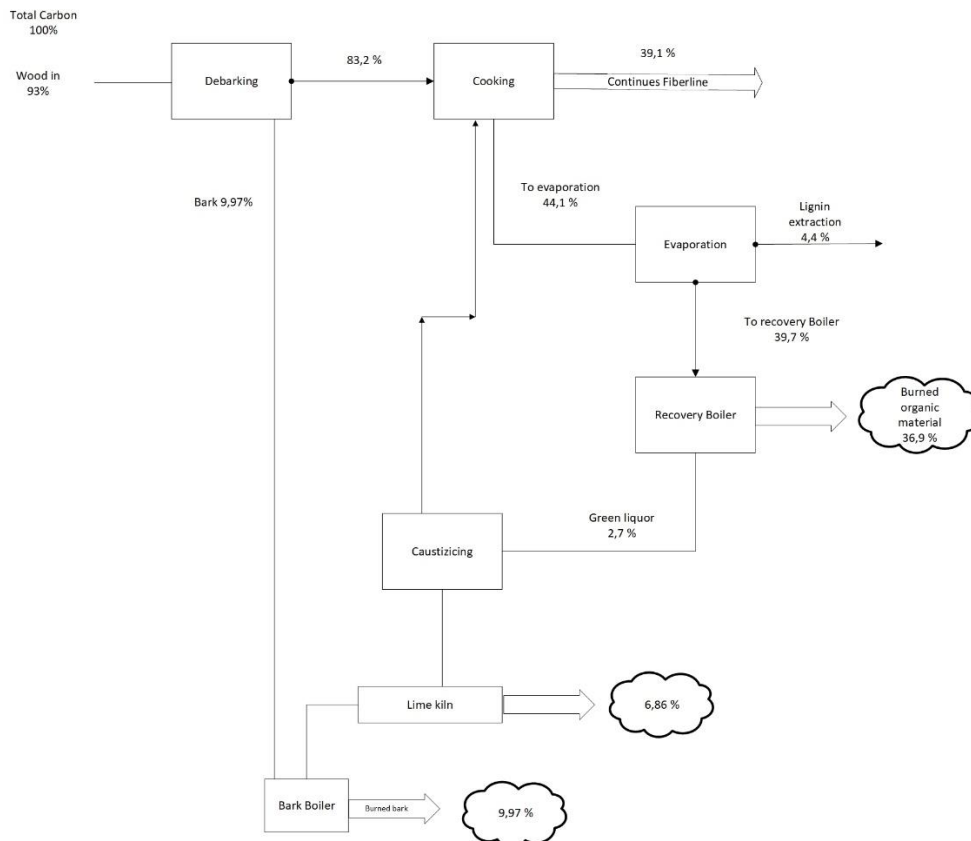 Total Carbon
100%
Wood in
93%
Debarking
83,2 %
Cooking
39,1 %
Continues Fiberline
Bark 9,97%
To evaporation
44,1 %
Evaporation
Lignin
extraction
4,4 %
To recovery Boiler
39,7 %
Recovery Boiler
Burned
organic
material
36,9 %
Green liquor
2,7 %
Caustizicing
Lime kiln
6,86 %
Bark Boiler
Burned bark
9,97 %